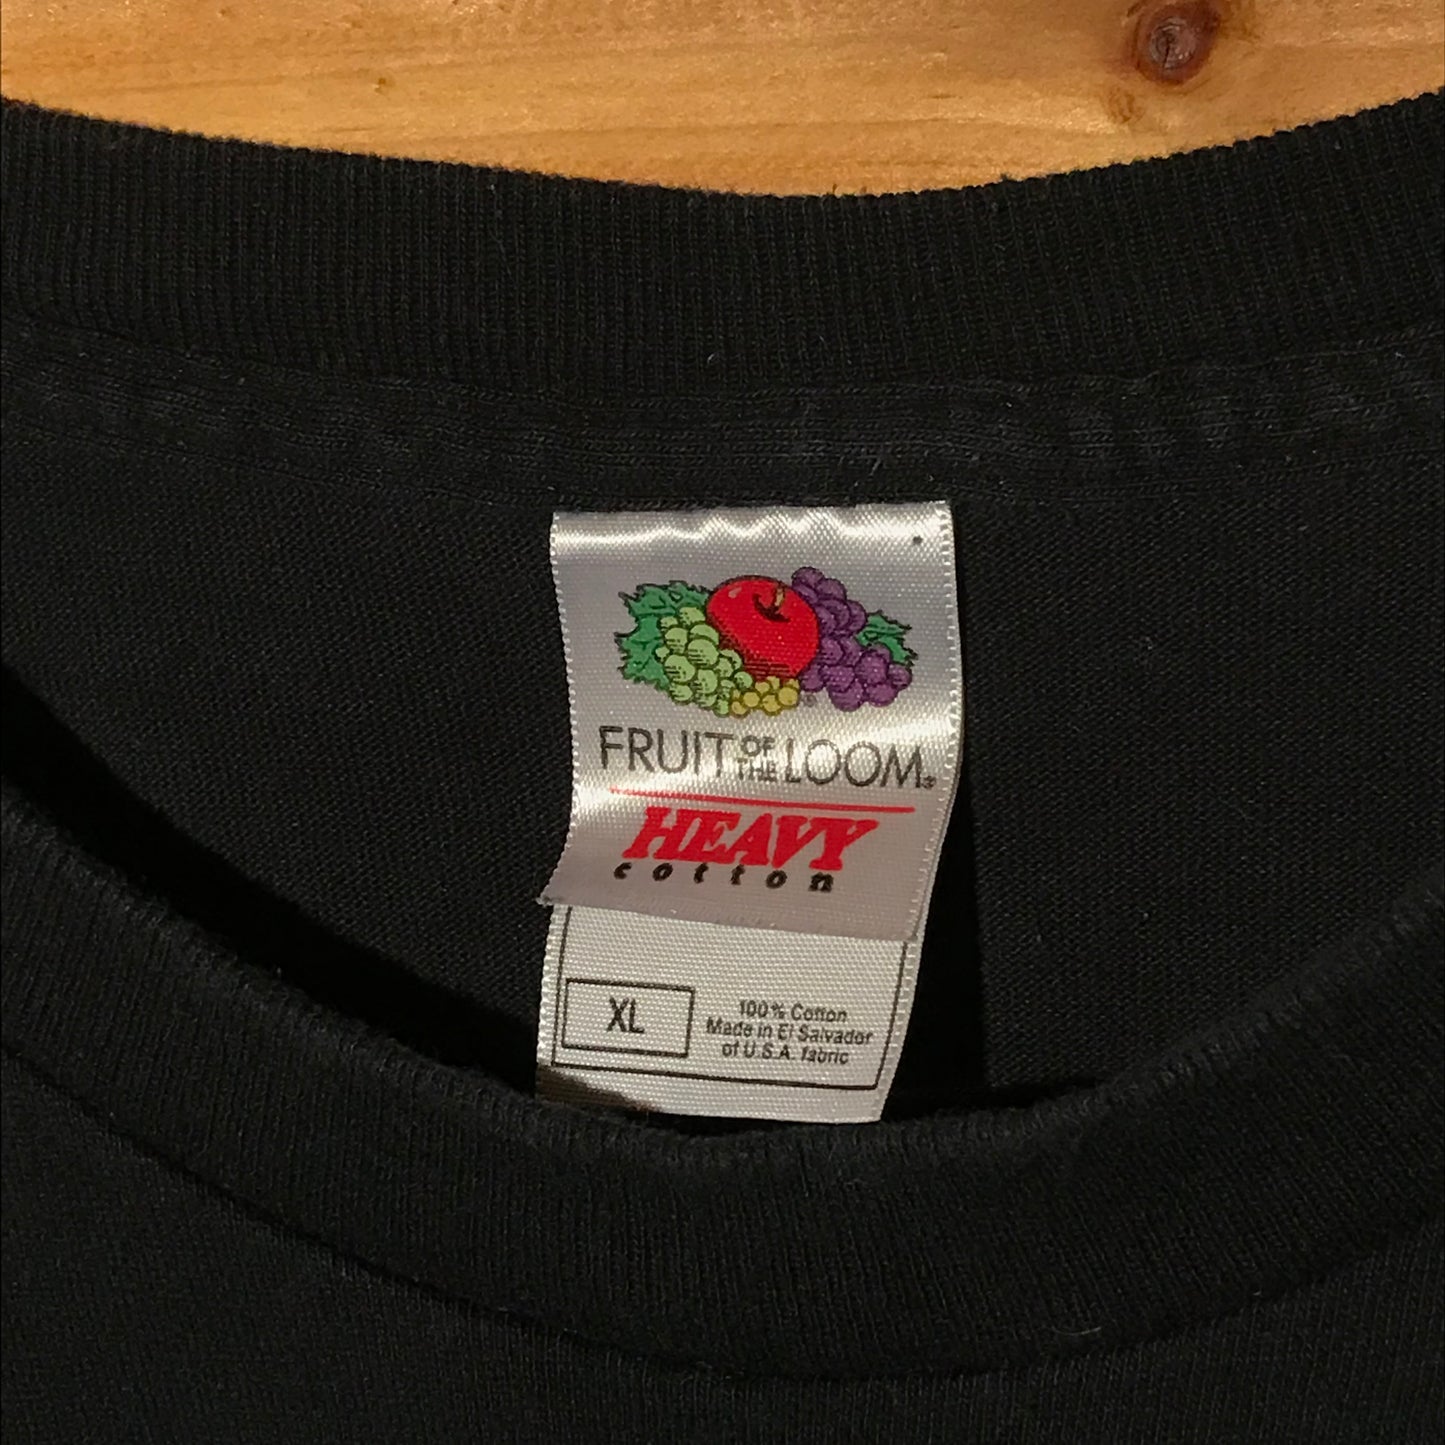 FRUIT OF THE LOOM®
HEAVY
cotton
XL
100% Cotton
Made in El Salvador
of U.S.A. fabric